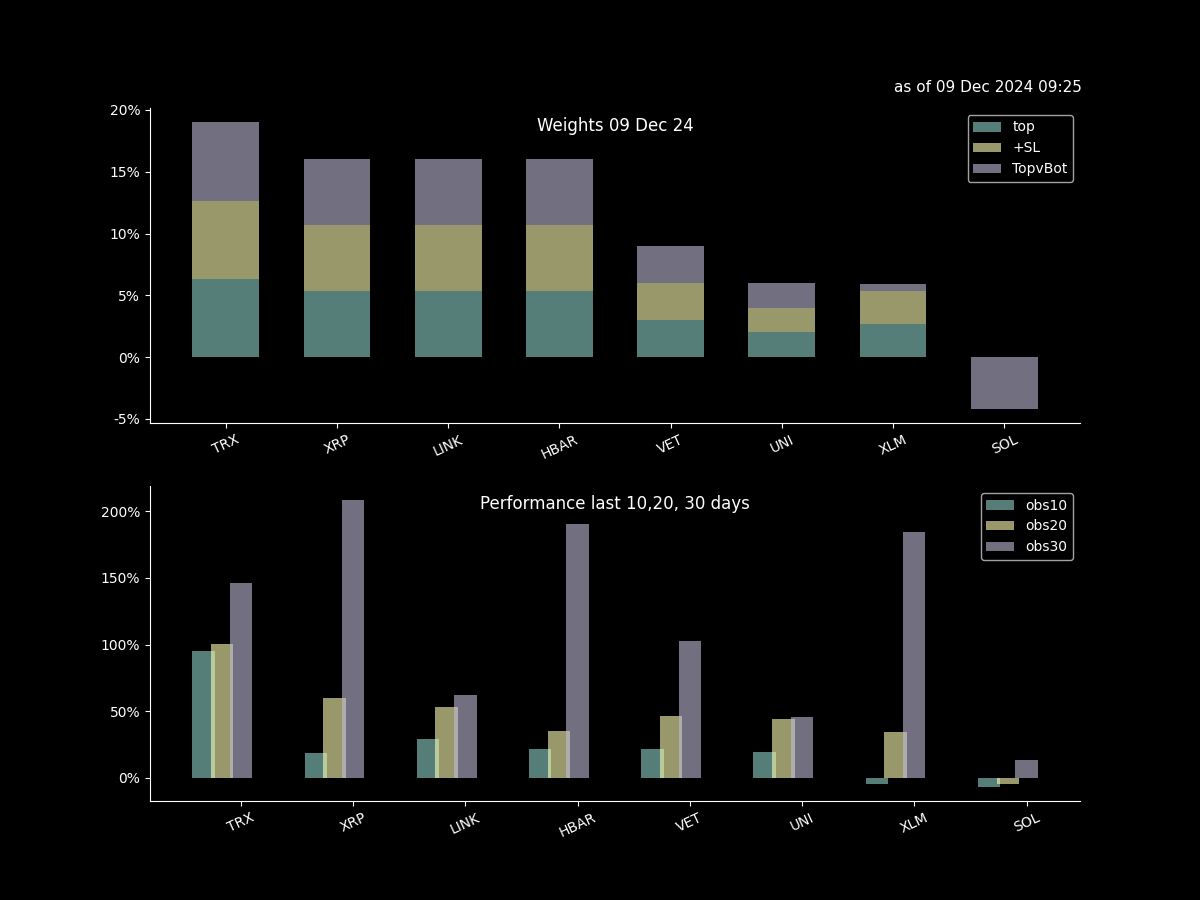 as of 09 Dec 2024 09:25
Weights 09 Dec 24
top
+SL
TopvBot
20%
15%
10%
5%
0%
-5%
TRX XRP LINK HBAR VET UNI XLM SOL
Performance last 10,20, 30 days
obs10
obs20
obs30
200%
150%
100%
50%
0%
TRX XRP LINK HBAR VET UNI XLM SOL